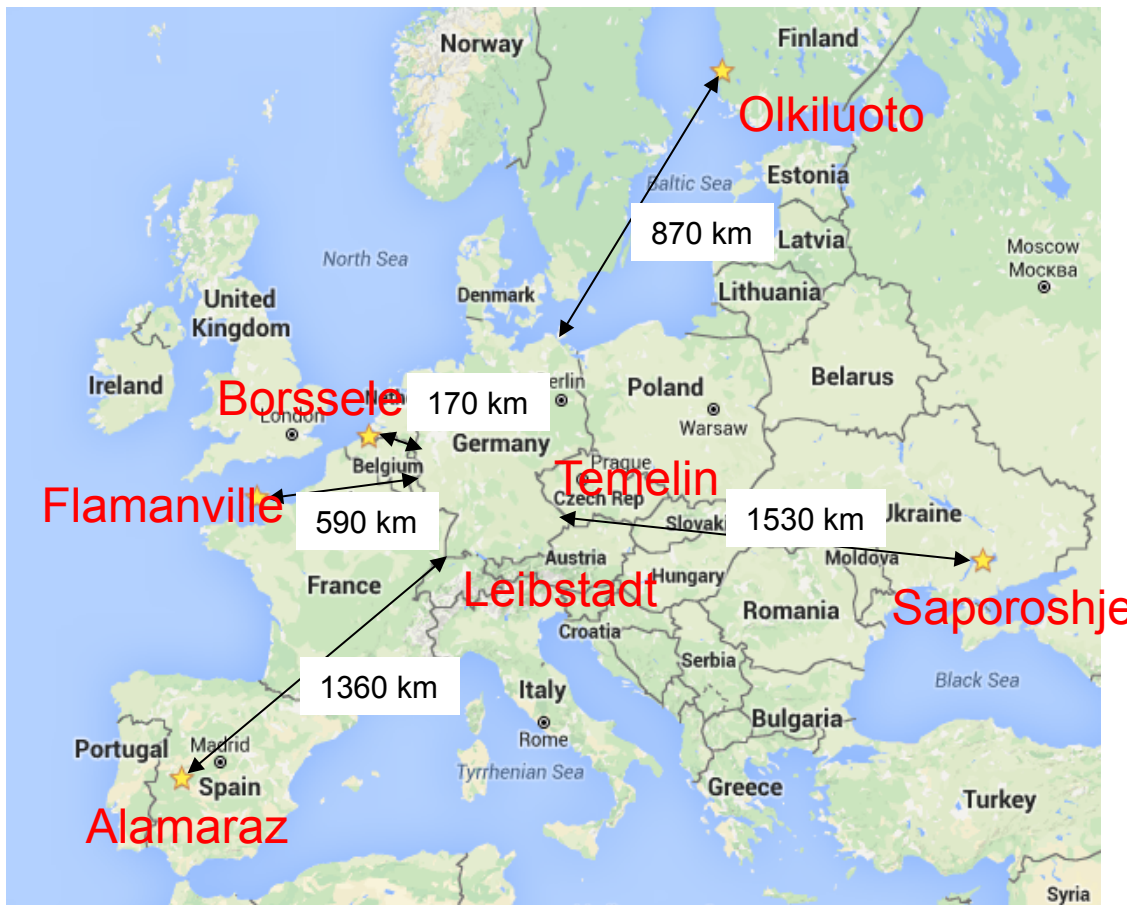 Norway
Finland
Olkiluoto
Baltic Sea
Estonia
870 km
Latvia
Moscow
Москва
North Sea
Denmark
Lithuania
United
Kingdom
Ireland
Borssele
Neth
170 km
erlin
Poland
Belarus
London
Germany
Warsaw
Belgium
Prague
Temelin
Czech Rep
Flamanville
590 km
Slovaki
1530 km
Ukraine
Austria
Moldova
France
Leibstadt
Hungary
Romania
Saporoshje
Croatia
Serbia
1360 km
Italy
Black Sea
Bulgaria
Portugal
Madrid
Rome
Spain
Tyrrhenian Sea
Greece
Turkey
Alamaraz
Syria